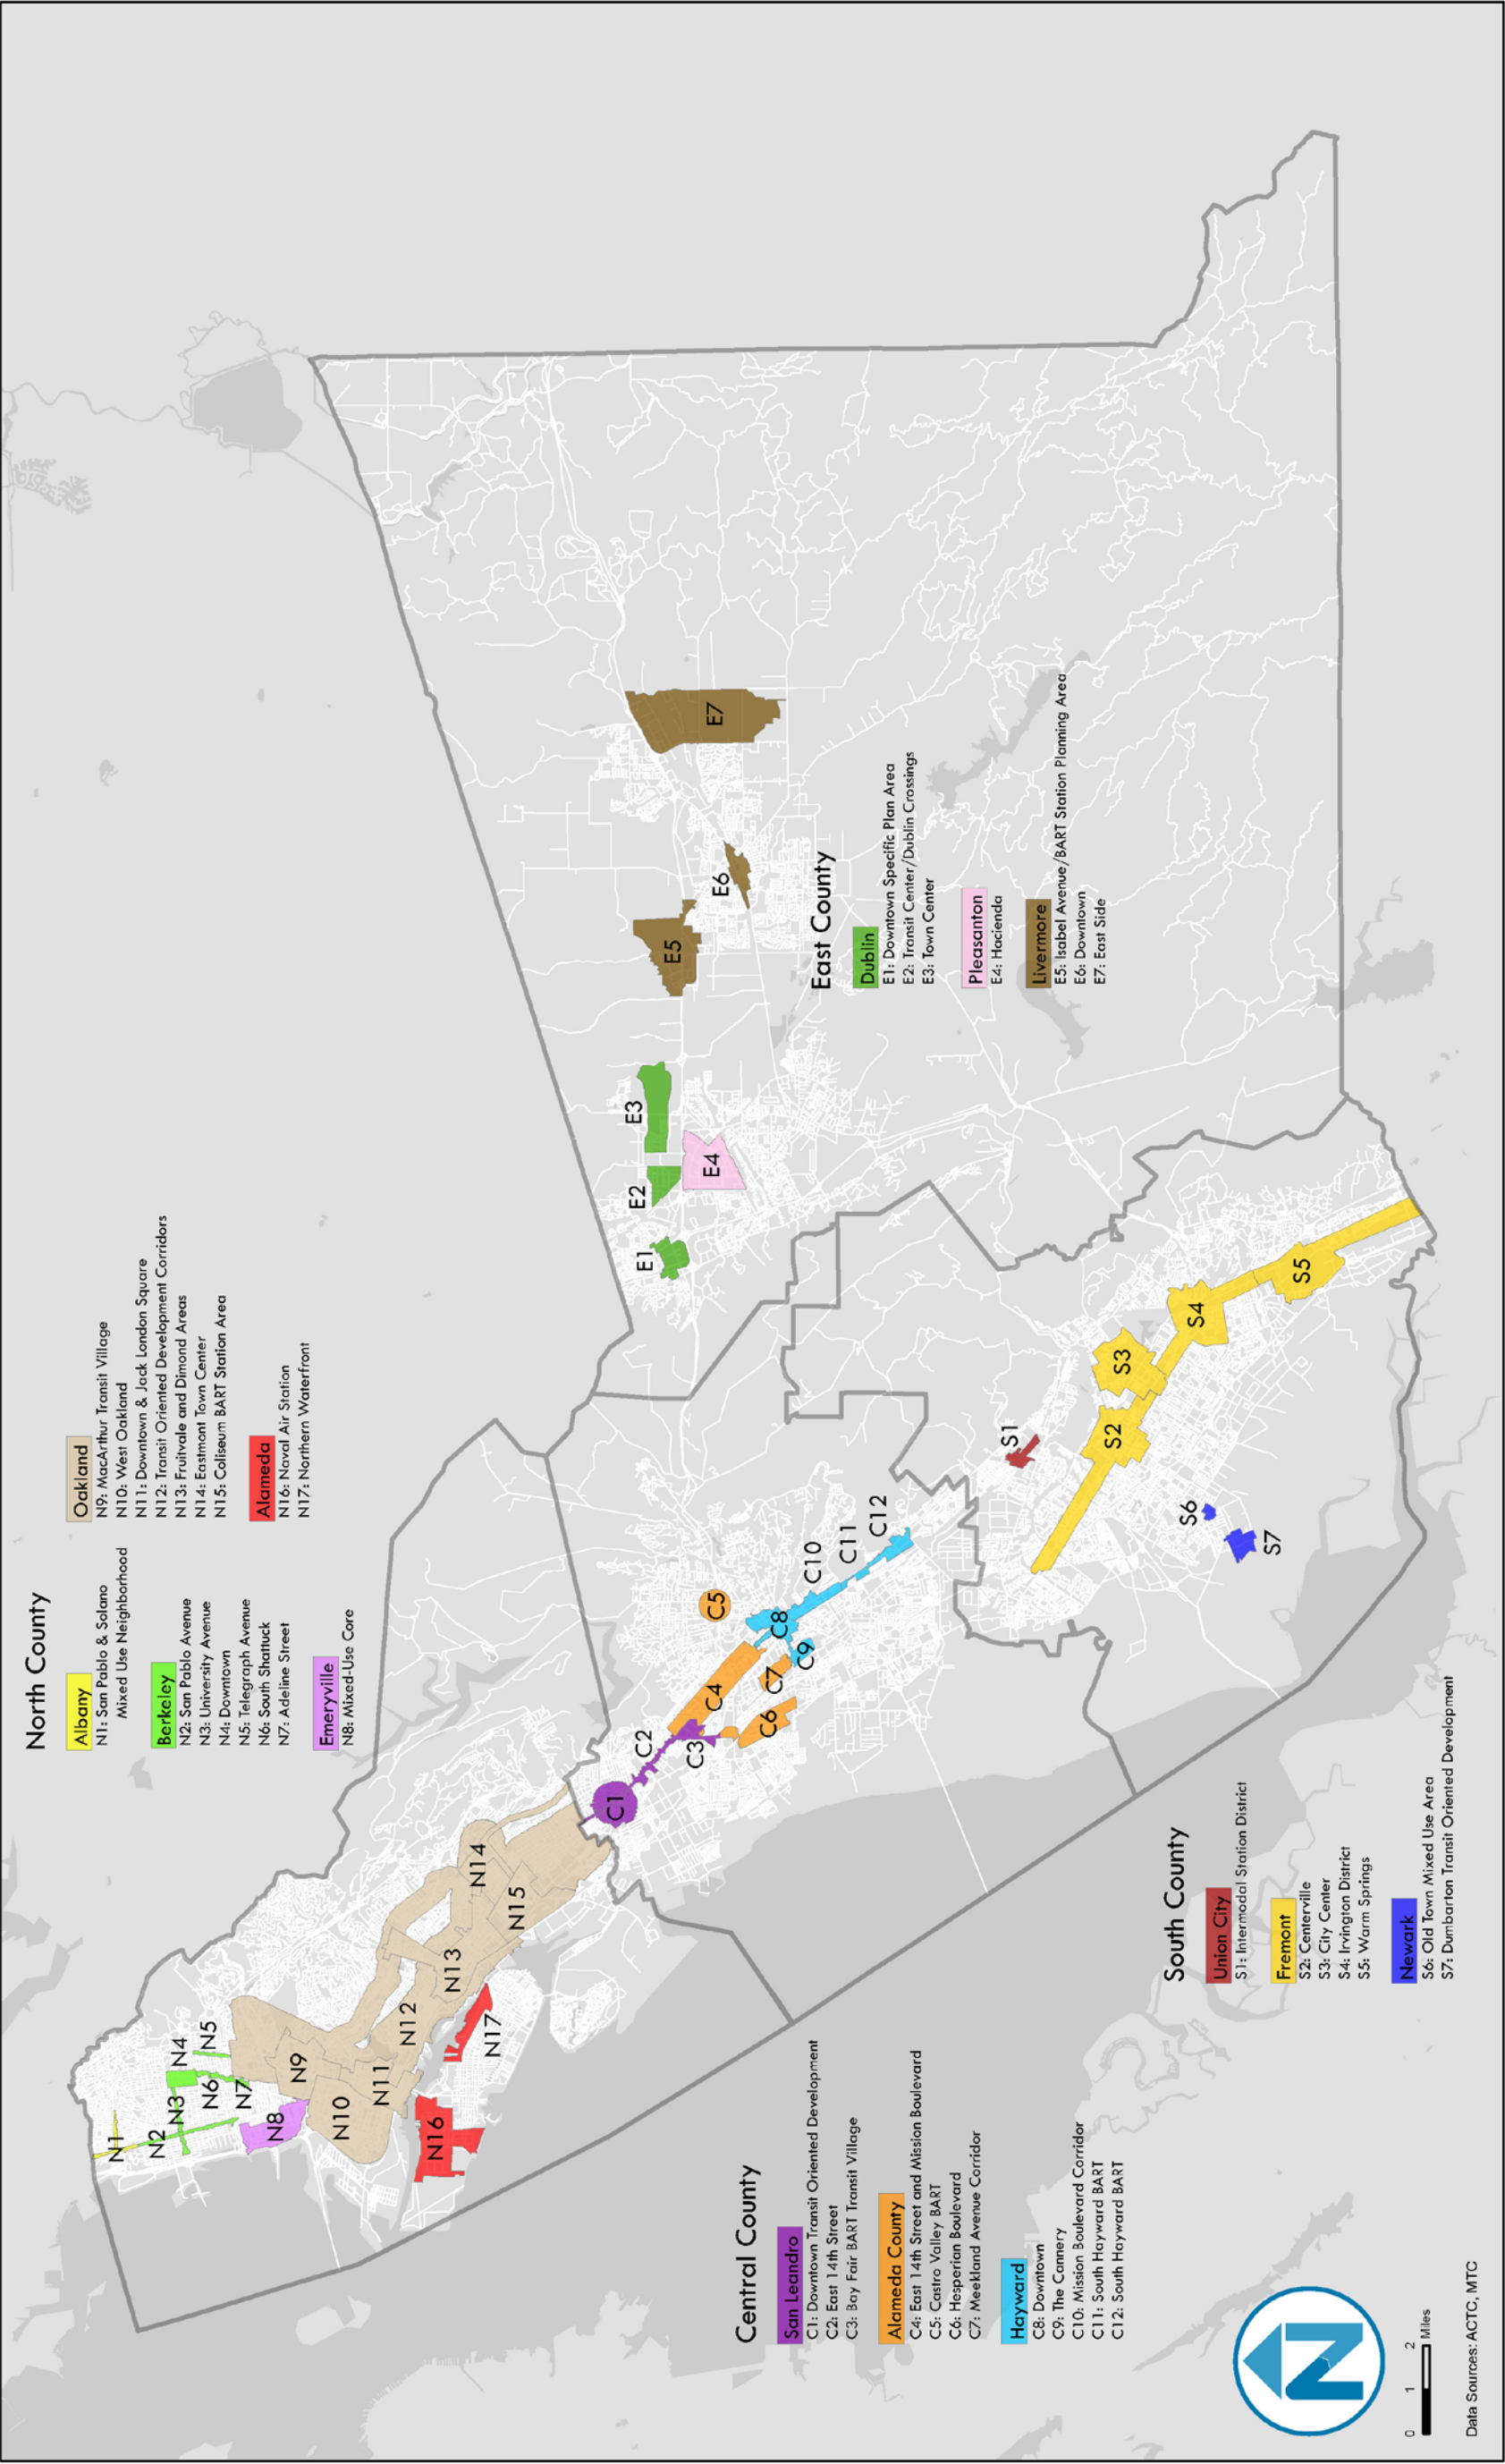 North County
Albany
N1: San Pablo & Solano
Mixed Use Neighborhood
Berkeley
N2: San Pablo Avenue
N3: University Avenue
N4: Downtown
N5: Telegraph Avenue
N6: South Shattuck
N7: Adeline Street
Emeryville
N8: Mixed-Use Core
Oakland
N9: MacArthur Transit Village
N10: West Oakland
N11: Downtown & Jack London Square
N12: Transit Oriented Development Corridors
N13: Fruitvale and Dimond Areas
N14: Eastmont Town Center
N15: Coliseum BART Station Area
Alameda
N16: Naval Air Station
N17: Northern Waterfront
N1
N2
N3
N4
N5
N6
N7
N8
N9
N10
N11
N12
N13
N14
N15
N16
N17
C1
C2
C3
C4
C5
C6
C7
C8
C9
C10
C11
C12
E1
E2
E3
E4
E5
E6
E7
S1
S2
S3
S4
S5
S6
S7
East County
Dublin
E1: Downtown Specific Plan Area
E2: Transit Center/Dublin Crossings
E3: Town Center
Pleasanton
E4: Hacienda
Livermore
E5: Isabel Avenue/BART Station Planning Area
E6: Downtown
E7: East Side
Central County
San Leandro
C1: Downtown Transit Oriented Development
C2: East 14th Street
C3: Bay Fair BART Transit Village
Alameda County
C4: East 14th Street and Mission Boulevard
C5: Castro Valley BART
C6: Hesperian Boulevard
C7: Meekland Avenue Corridor
Hayward
C8: Downtown
C9: The Cannery
C10: Mission Boulevard Corridor
C11: South Hayward BART
C12: South Hayward BART
South County
Union City
S1: Intermodal Station District
Fremont
S2: Centerville
S3: City Center
S4: Irvington District
S5: Warm Springs
Newark
S6: Old Town Mixed Use Area
S7: Dumbarton Transit Oriented Development
N
0 1 2
Miles
Data Sources: ACTC, MTC